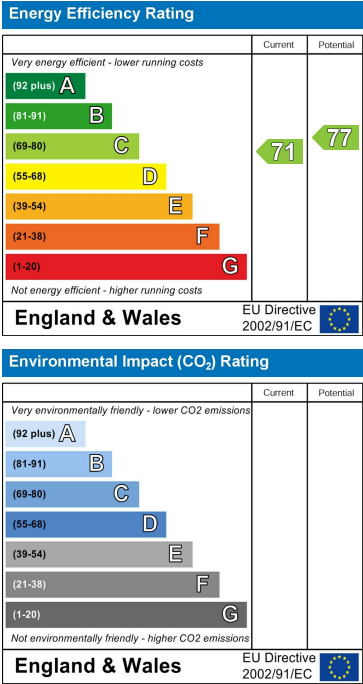 Energy Efficiency Rating
Current Potential
Very energy efficient - lower running costs
(92 plus) A
(81-91) B
(69-80) C
(55-68) D
(39-54) E
(21-38) F
(1-20) G
71
77
Not energy efficient - higher running costs
England & Wales
EU Directive
2002/91/EC
Environmental Impact (CO₂) Rating
Current Potential
Very environmentally friendly - lower CO2 emissions
(92 plus) A
(81-91) B
(69-80) C
(55-68) D
(39-54) E
(21-38) F
(1-20) G
Not environmentally friendly - higher CO2 emissions
England & Wales
EU Directive
2002/91/EC